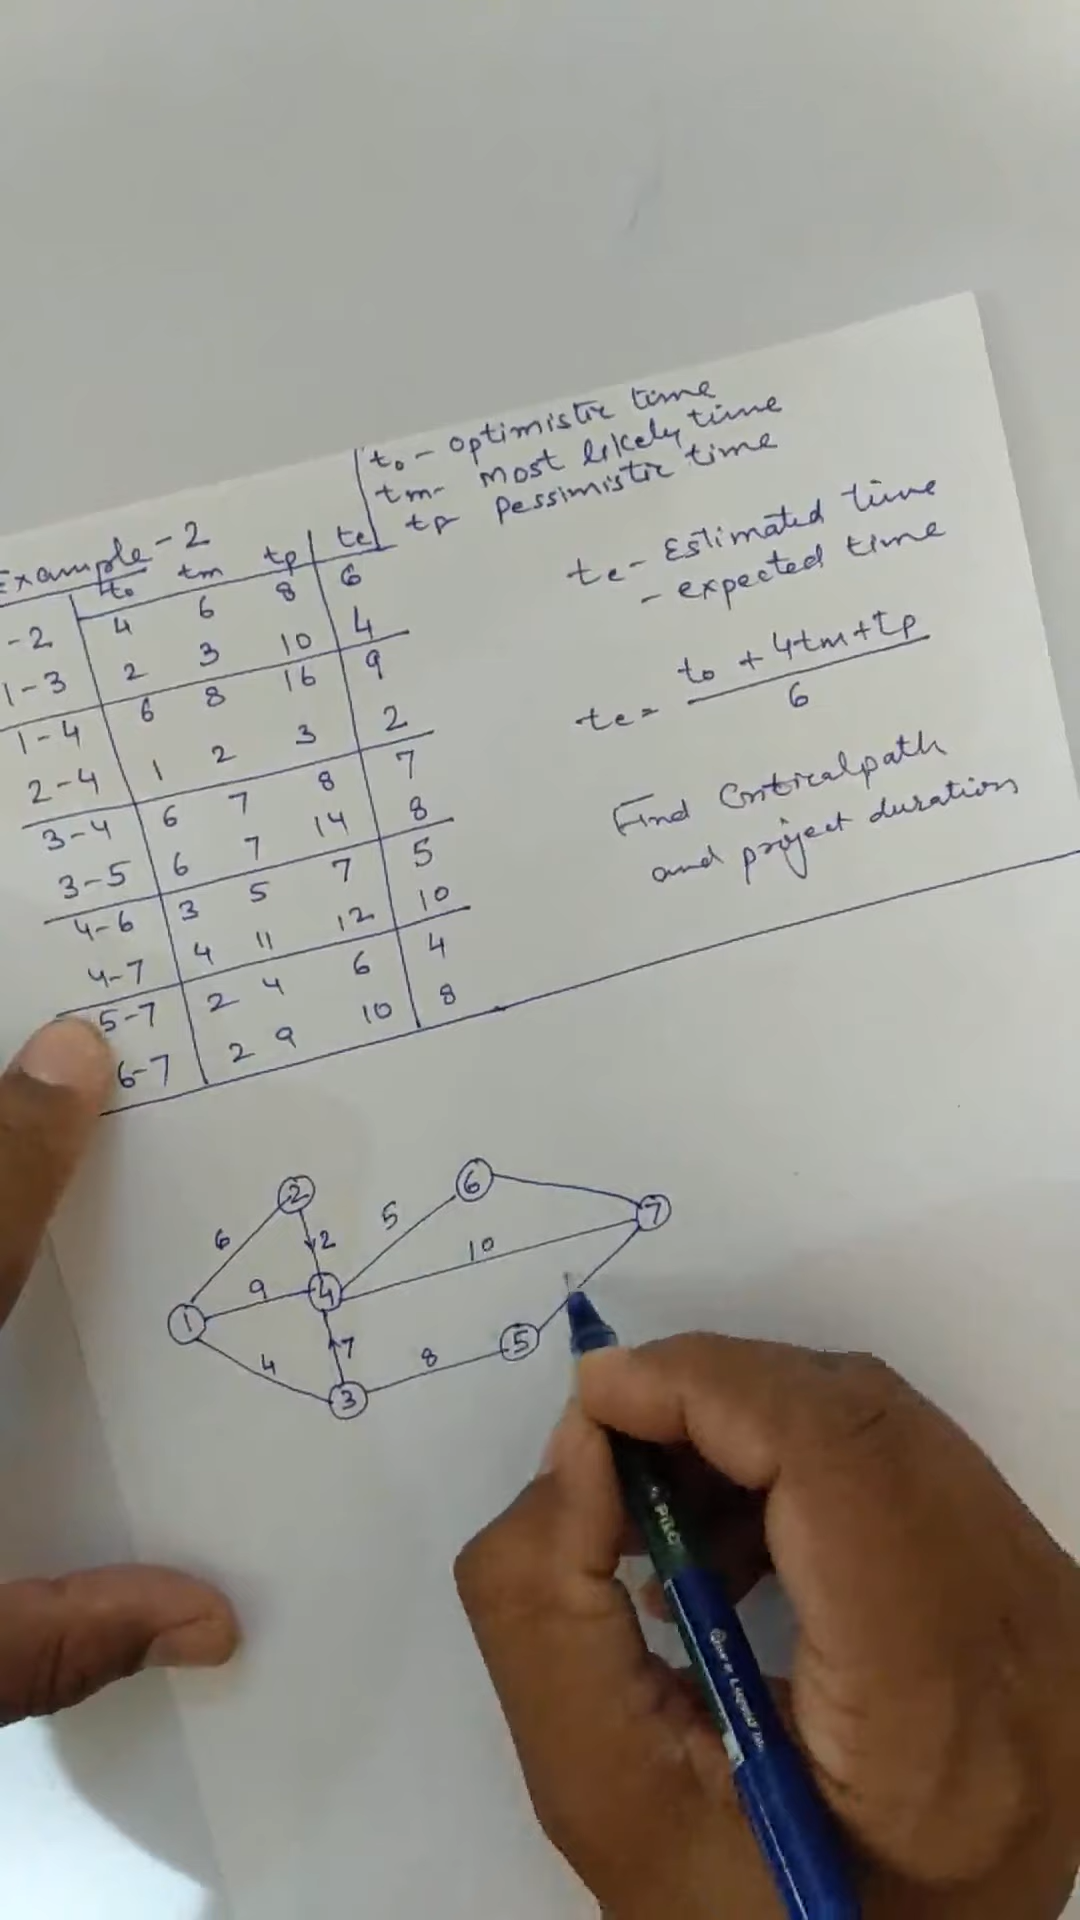 to - optimistic time
tm- most likely time
tp- Pessimistic time
Example - 2
to tm tp te
-2 4 6 8 6
1-3 2 3 10 4
1-4 6 8 16 9
2-4 1 2 3 2
3-4 6 7 8 7
3-5 6 7 14 8
4-6 3 5 7 5
4-7 4 11 12 10
5-7 2 4 6 4
6-7 2 9 10 8
te - Estimated time
- expected time
te = to + 4tm + tp
6
Find Criticalpath
and project duration
2 6
6 2 5 7
10
9 4
1 7 5
4 8
3
PILOT